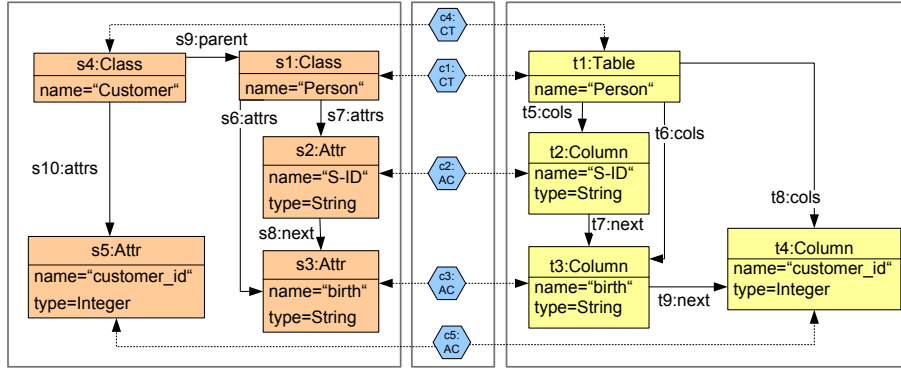 c4:
CT
s9:parent
s4:Class
name=“Customer“
s1:Class
name=“Person“
c1:
CT
t1:Table
name=“Person“
s6:attrs
s7:attrs
t5:cols
t6:cols
s10:attrs
s2:Attr
name=“S-ID“
type=String
c2:
AC
t2:Column
name=“S-ID“
type=String
t8:cols
s8:next
t7:next
s5:Attr
name=“customer_id“
type=Integer
s3:Attr
name=“birth“
type=String
c3:
AC
t3:Column
name=“birth“
type=String
t9:next
t4:Column
name=“customer_id“
type=Integer
c5:
AC